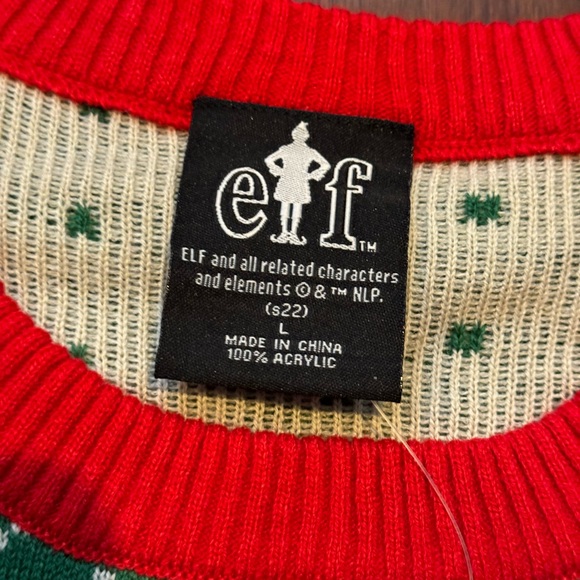 elf™
ELF and all related characters
and elements © & ™ NLP.
(s22)
L
MADE IN CHINA
100% ACRYLIC